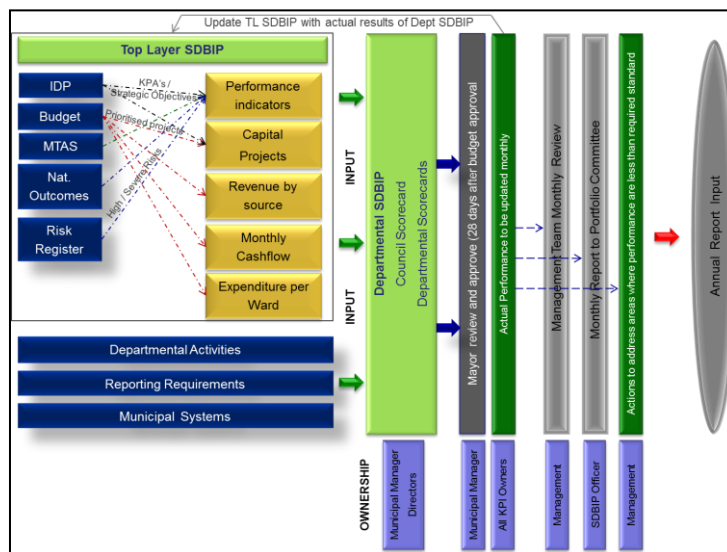 Update TL SDBIP with actual results of Dept SDBIP
Top Layer SDBIP
IDP
Budget
MTAS
Nat.
Outcomes
Risk
Register
KPA's /
Strategic Objectives
Prioritised projects
High / Severe Risks
Performance
indicators
Capital
Projects
Revenue by
source
Monthly
Cashflow
Expenditure per
Ward
Departmental Activities
Reporting Requirements
Municipal Systems
INPUT
INPUT
Departmental SDBIP
Council Scorecard
Departmental Scorecards
Mayor review and approve (28 days after budget approval
Actual Performance to be updated monthly
Management Team Monthly Review
Monthly Report to Portfolio Committee
Actions to address areas where performance are less than required standard
Annual Report Input
OWNERSHIP
Municipal Manager
Directors
Municipal Manager
All KPI Owners
Management
SDBIP Officer
Management